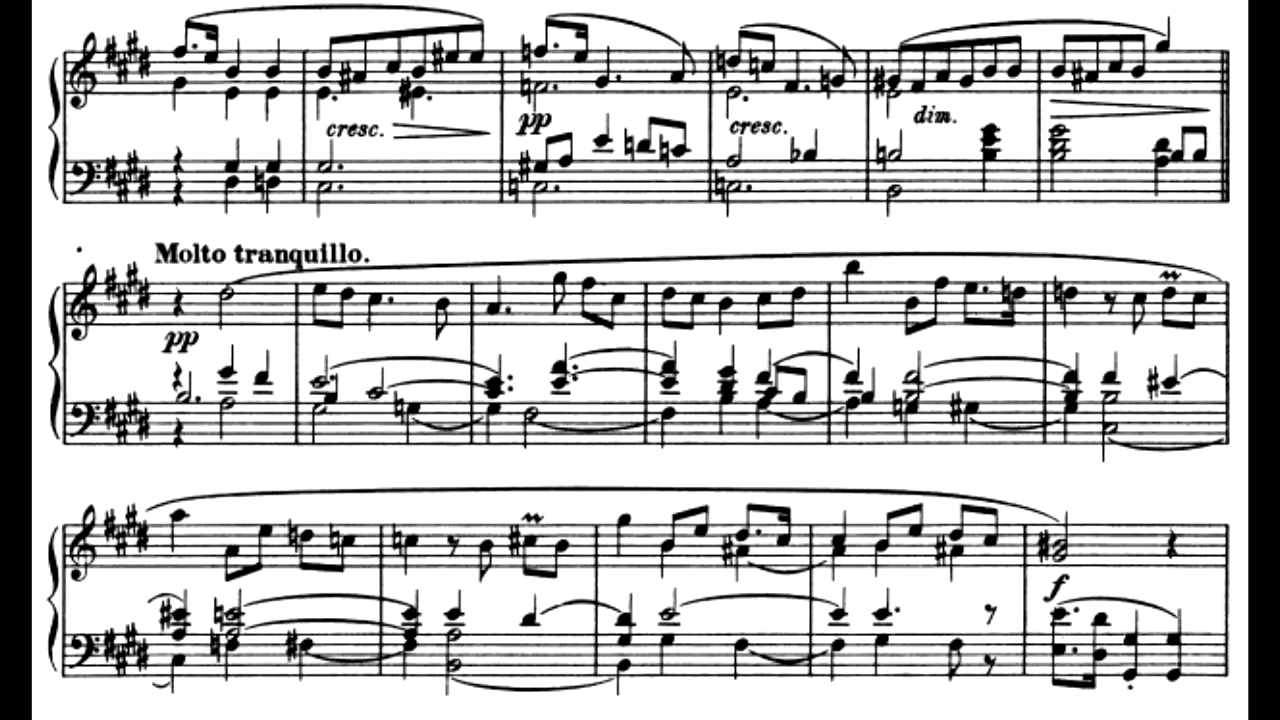 cresc.
pp
cresc.
dim.
Molto tranquillo.
pp
f